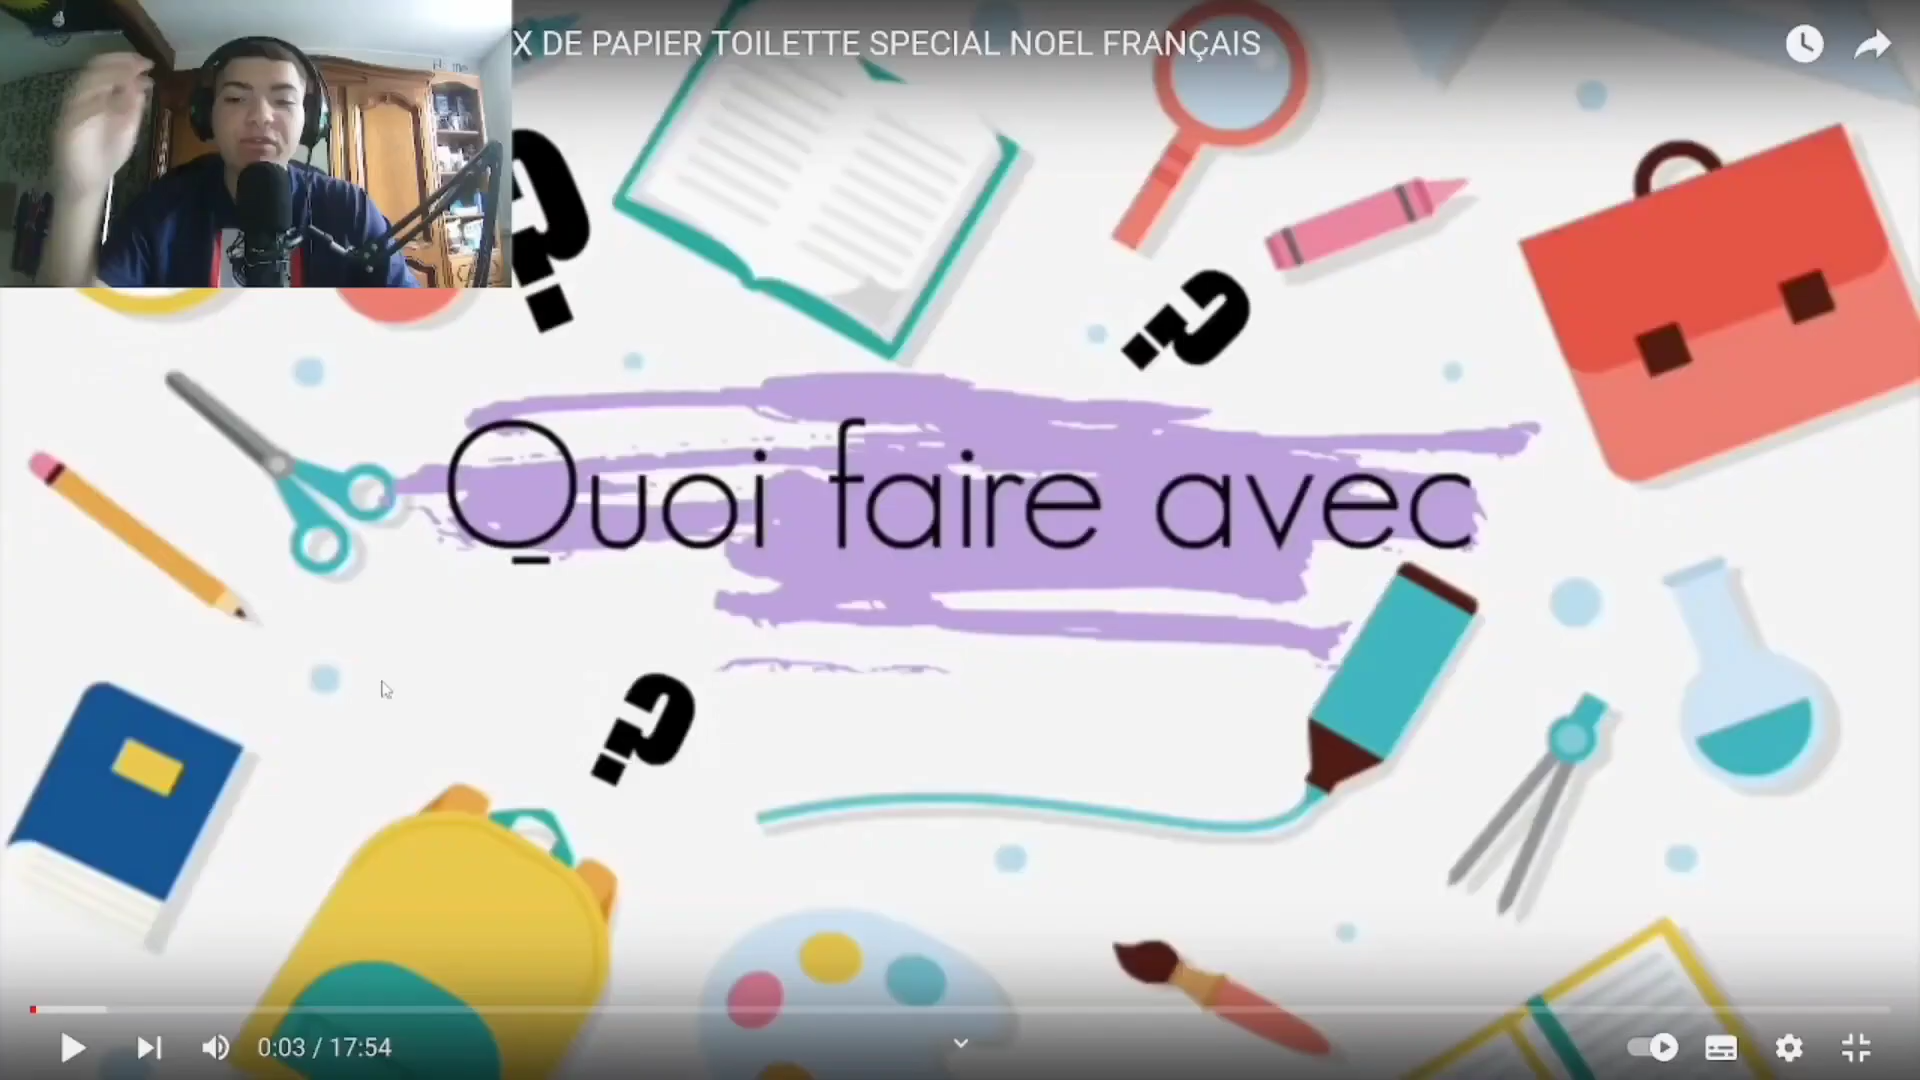 X DE PAPIER TOILETTE SPECIAL NOEL FRANÇAIS
?
?
Quoi faire avec
?
0:03 / 17:54